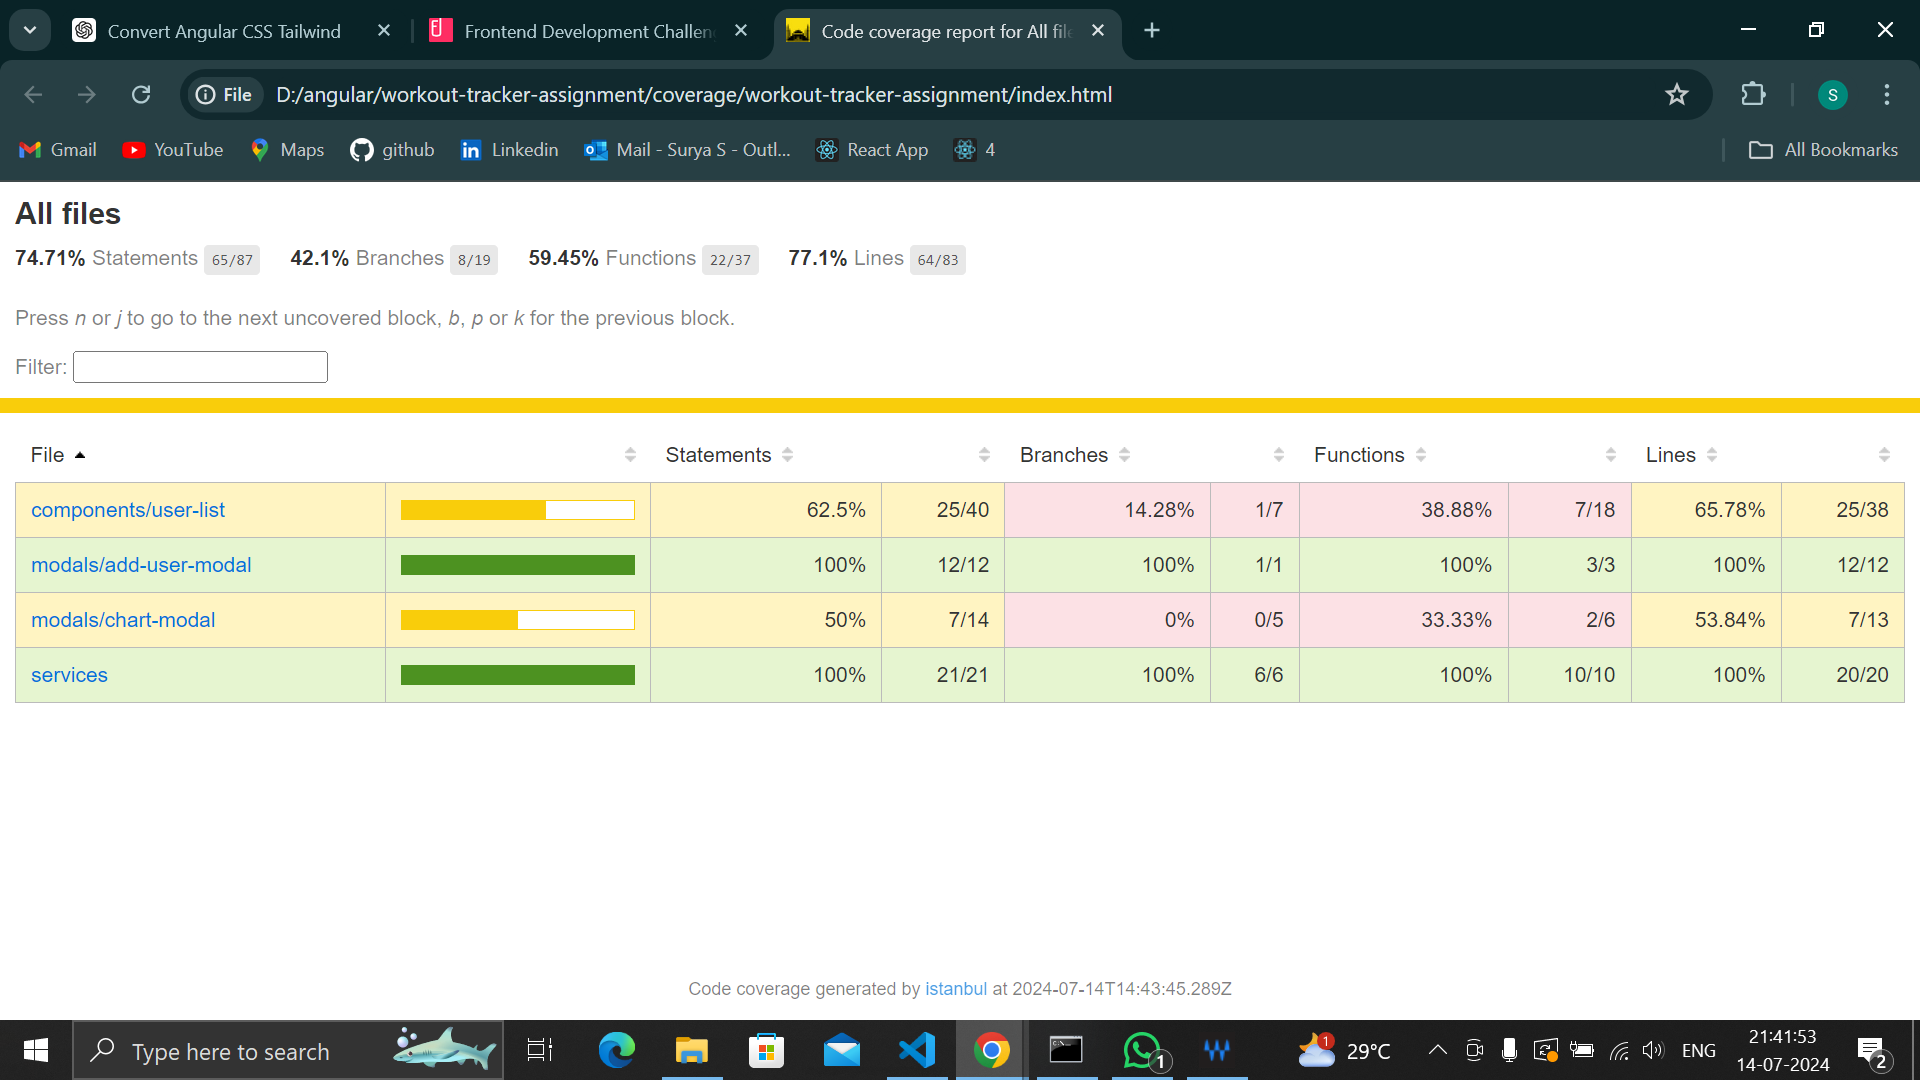 Convert Angular CSS Tailwind
Frontend Development Challen
Code coverage report for All file
File D:/angular/workout-tracker-assignment/coverage/workout-tracker-assignment/index.html
S
Gmail YouTube Maps github Linkedin Mail - Surya S - Outl... React App 4 All Bookmarks
All files
74.71% Statements 65/87 42.1% Branches 8/19 59.45% Functions 22/37 77.1% Lines 64/83
Press n or j to go to the next uncovered block, b, p or k for the previous block.
Filter:
File Statements Branches Functions Lines
components/user-list 62.5% 25/40 14.28% 1/7 38.88% 7/18 65.78% 25/38
modals/add-user-modal 100% 12/12 100% 1/1 100% 3/3 100% 12/12
modals/chart-modal 50% 7/14 0% 0/5 33.33% 2/6 53.84% 7/13
services 100% 21/21 100% 6/6 100% 10/10 100% 20/20
Code coverage generated by istanbul at 2024-07-14T14:43:45.289Z
Type here to search
1
1
29°C
ENG
21:41:53
14-07-2024
2